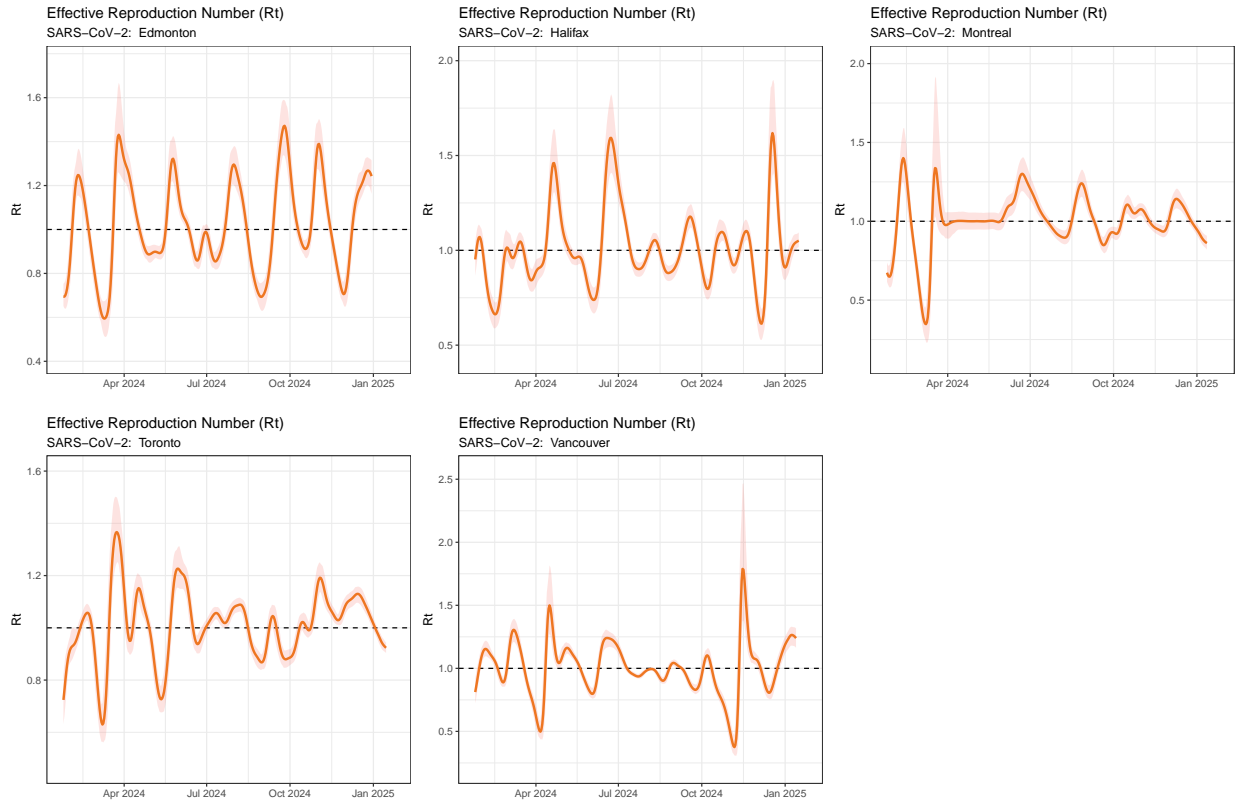 Effective Reproduction Number (Rt)
SARS−CoV−2:  Edmonton
Rt
1.6
1.2
0.8
0.4
Apr 2024
Jul 2024
Oct 2024
Jan 2025
Effective Reproduction Number (Rt)
SARS−CoV−2:  Halifax
Rt
2.0
1.5
1.0
0.5
Apr 2024
Jul 2024
Oct 2024
Jan 2025
Effective Reproduction Number (Rt)
SARS−CoV−2:  Montreal
Rt
2.0
1.5
1.0
0.5
Apr 2024
Jul 2024
Oct 2024
Jan 2025
Effective Reproduction Number (Rt)
SARS−CoV−2:  Toronto
Rt
1.6
1.2
0.8
Apr 2024
Jul 2024
Oct 2024
Jan 2025
Effective Reproduction Number (Rt)
SARS−CoV−2:  Vancouver
Rt
2.5
2.0
1.5
1.0
0.5
Apr 2024
Jul 2024
Oct 2024
Jan 2025